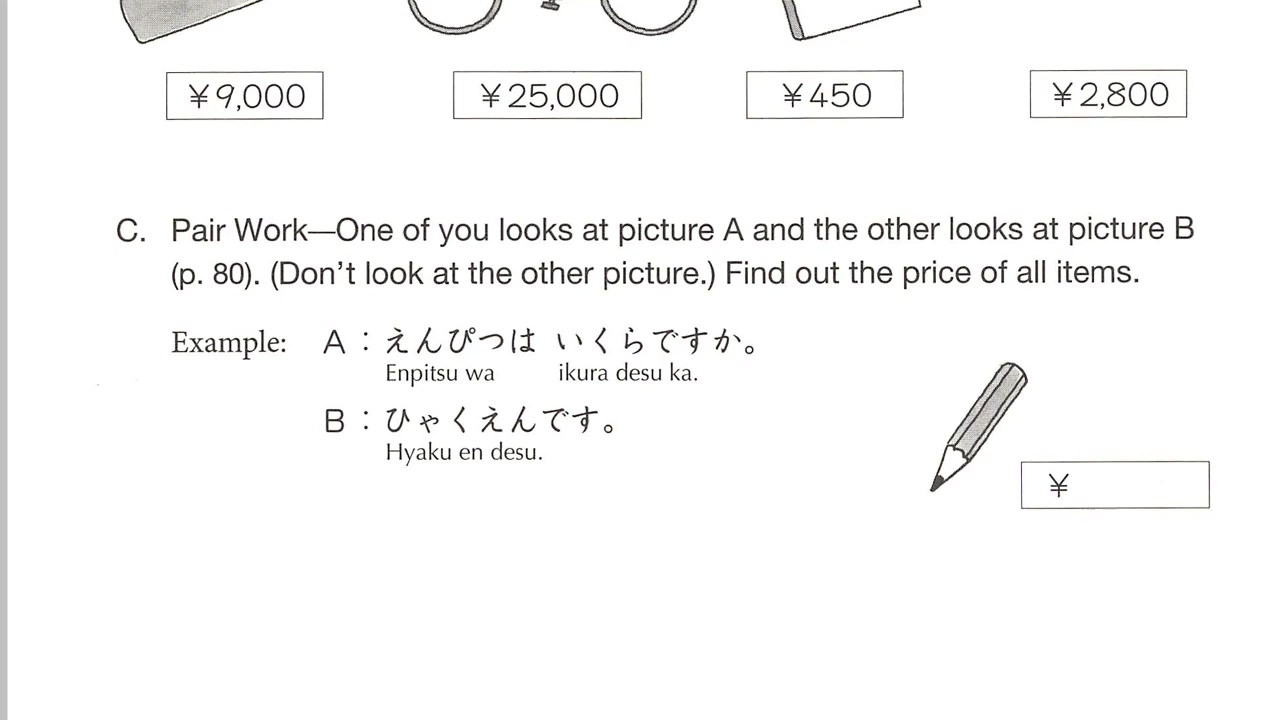 ¥9,000 ¥25,000 ¥450 ¥2,800
C. Pair Work—One of you looks at picture A and the other looks at picture B
(p. 80). (Don't look at the other picture.) Find out the price of all items.
Example: A：えんぴつは いくらですか。
Enpitsu wa ikura desu ka.
B：ひゃくえんです。
Hyaku en desu.
¥